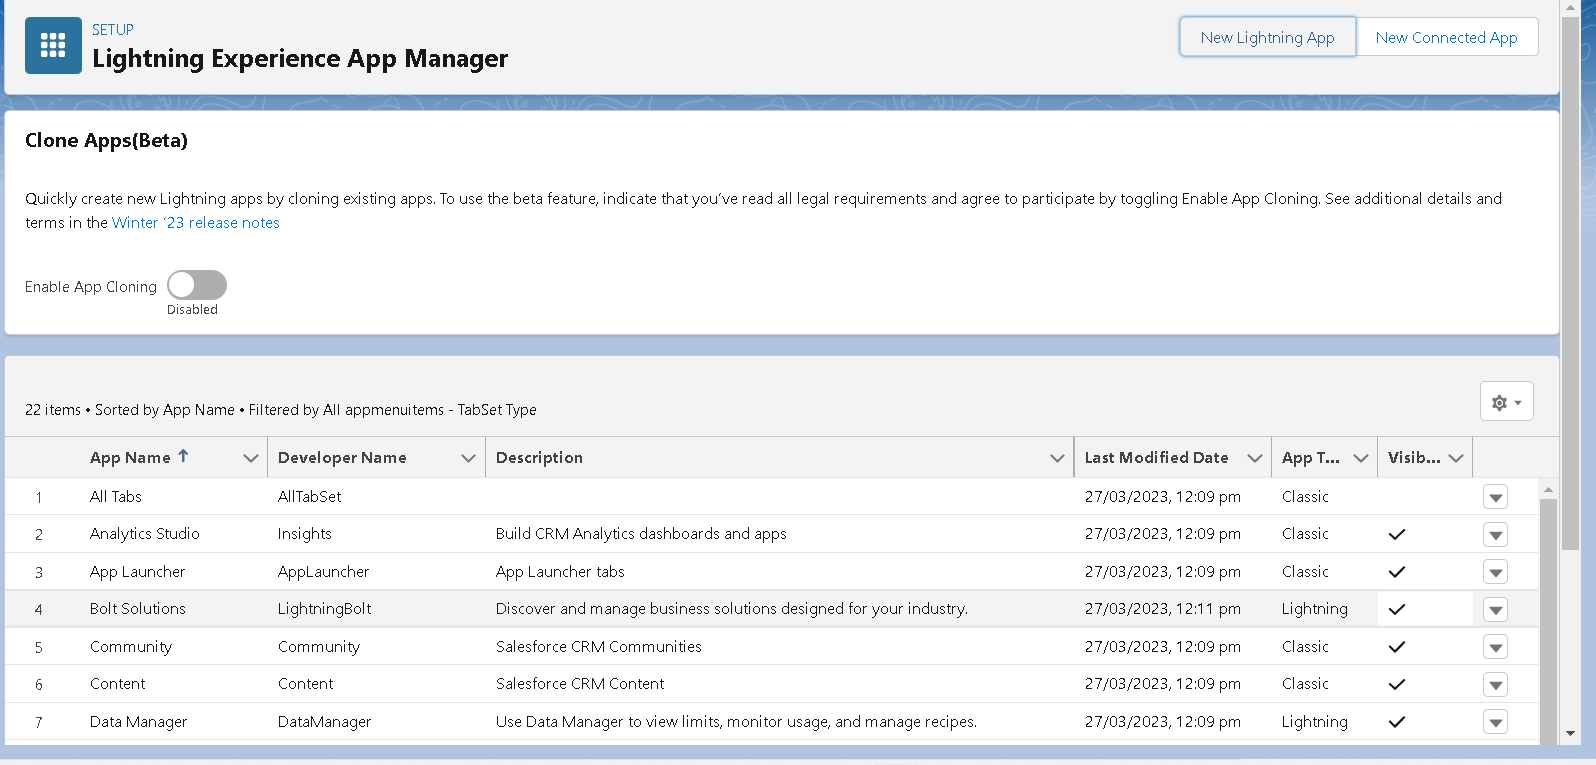 SETUP
Lightning Experience App Manager
New Lightning App
New Connected App
Clone Apps(Beta)
Quickly create new Lightning apps by cloning existing apps. To use the beta feature, indicate that you've read all legal requirements and agree to participate by toggling Enable App Cloning. See additional details and
terms in the Winter '23 release notes
Enable App Cloning
Disabled
22 items • Sorted by App Name • Filtered by All appmenuitems - TabSet Type
App Name ↑ Developer Name Description Last Modified Date App T... Visib...
1 All Tabs AllTabSet 27/03/2023, 12:09 pm Classic
2 Analytics Studio Insights Build CRM Analytics dashboards and apps 27/03/2023, 12:09 pm Classic ✓
3 App Launcher AppLauncher App Launcher tabs 27/03/2023, 12:09 pm Classic ✓
4 Bolt Solutions LightningBolt Discover and manage business solutions designed for your industry. 27/03/2023, 12:11 pm Lightning ✓
5 Community Community Salesforce CRM Communities 27/03/2023, 12:09 pm Classic ✓
6 Content Content Salesforce CRM Content 27/03/2023, 12:09 pm Classic ✓
7 Data Manager DataManager Use Data Manager to view limits, monitor usage, and manage recipes. 27/03/2023, 12:09 pm Lightning ✓